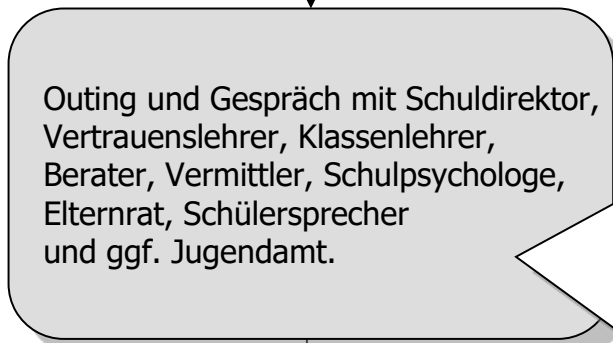 Outing und Gespräch mit Schuldirektor,
Vertrauenslehrer, Klassenlehrer,
Berater, Vermittler, Schulpsychologe,
Elternrat, Schülersprecher
und ggf. Jugendamt.